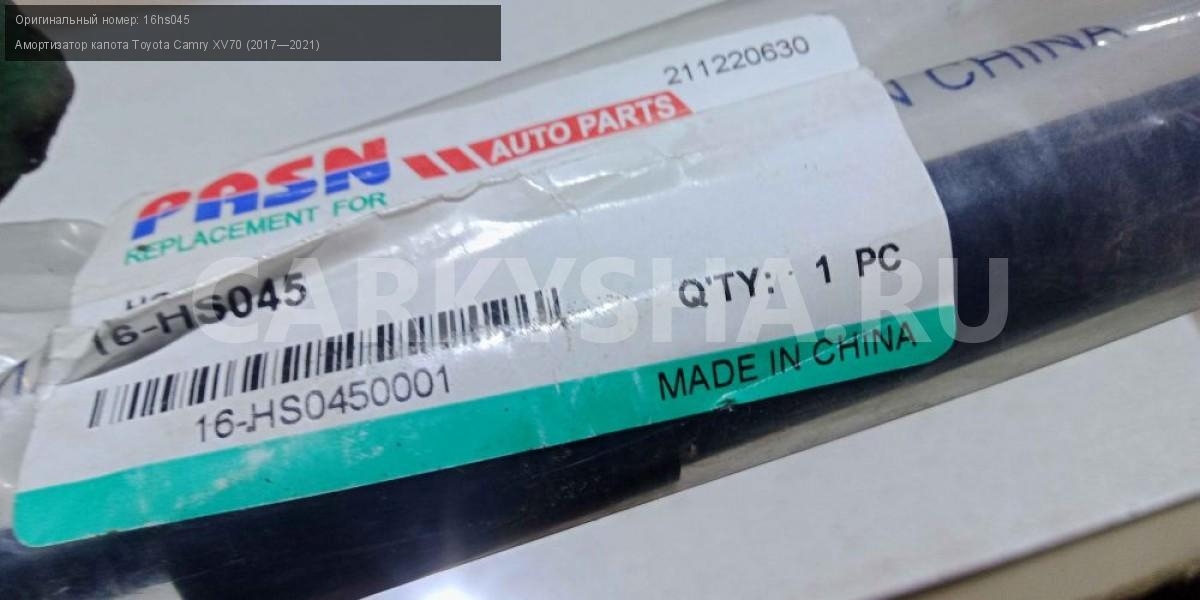 Оригинальный номер: 16hs045
Амортизатор капота Toyota Camry XV70 (2017—2021)
211220630
PASN AUTO PARTS
REPLACEMENT FOR
16-HS045
Q'TY: 1 PC
16-HS0450001
MADE IN CHINA
CHINA
CARKYSHA.RU